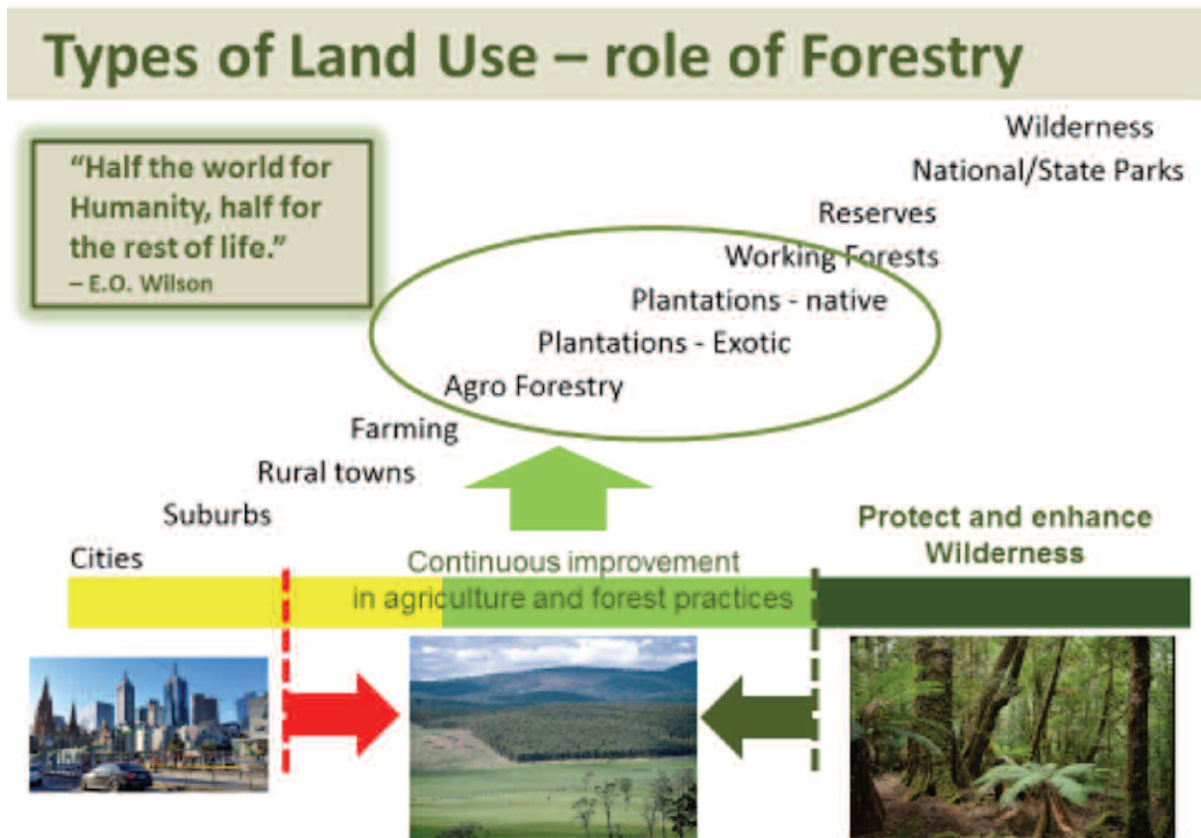 Types of Land Use – role of Forestry
“Half the world for
Humanity, half for
the rest of life.”
– E.O. Wilson
Wilderness
National/State Parks
Reserves
Working Forests
Plantations - native
Plantations - Exotic
Agro Forestry
Farming
Rural towns
Suburbs
Cities
Continuous improvement
in agriculture and forest practices
Protect and enhance
Wilderness